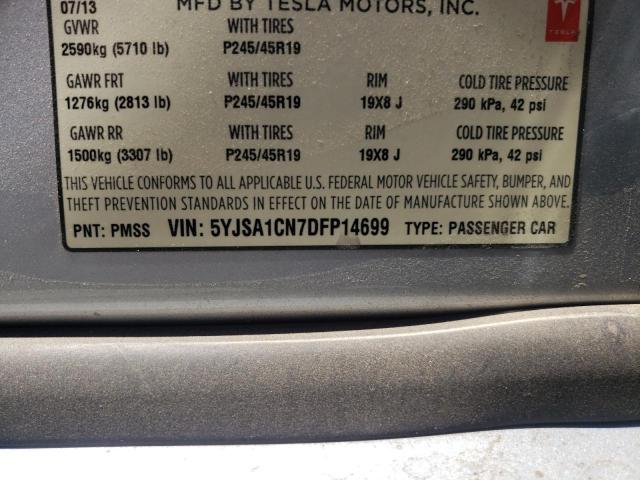 07/13 MFD BY TESLA MOTORS, INC.
TESLA
GVWR WITH TIRES
2590kg (5710 lb) P245/45R19
GAWR FRT WITH TIRES RIM COLD TIRE PRESSURE
1276kg (2813 lb) P245/45R19 19X8 J 290 kPa, 42 psi
GAWR RR WITH TIRES RIM COLD TIRE PRESSURE
1500kg (3307 lb) P245/45R19 19X8 J 290 kPa, 42 psi
THIS VEHICLE CONFORMS TO ALL APPLICABLE U.S. FEDERAL MOTOR VEHICLE SAFETY, BUMPER, AND
THEFT PREVENTION STANDARDS IN EFFECT ON THE DATE OF MANUFACTURE SHOWN ABOVE.
PNT: PMSS VIN: 5YJSA1CN7DFP14699 TYPE: PASSENGER CAR